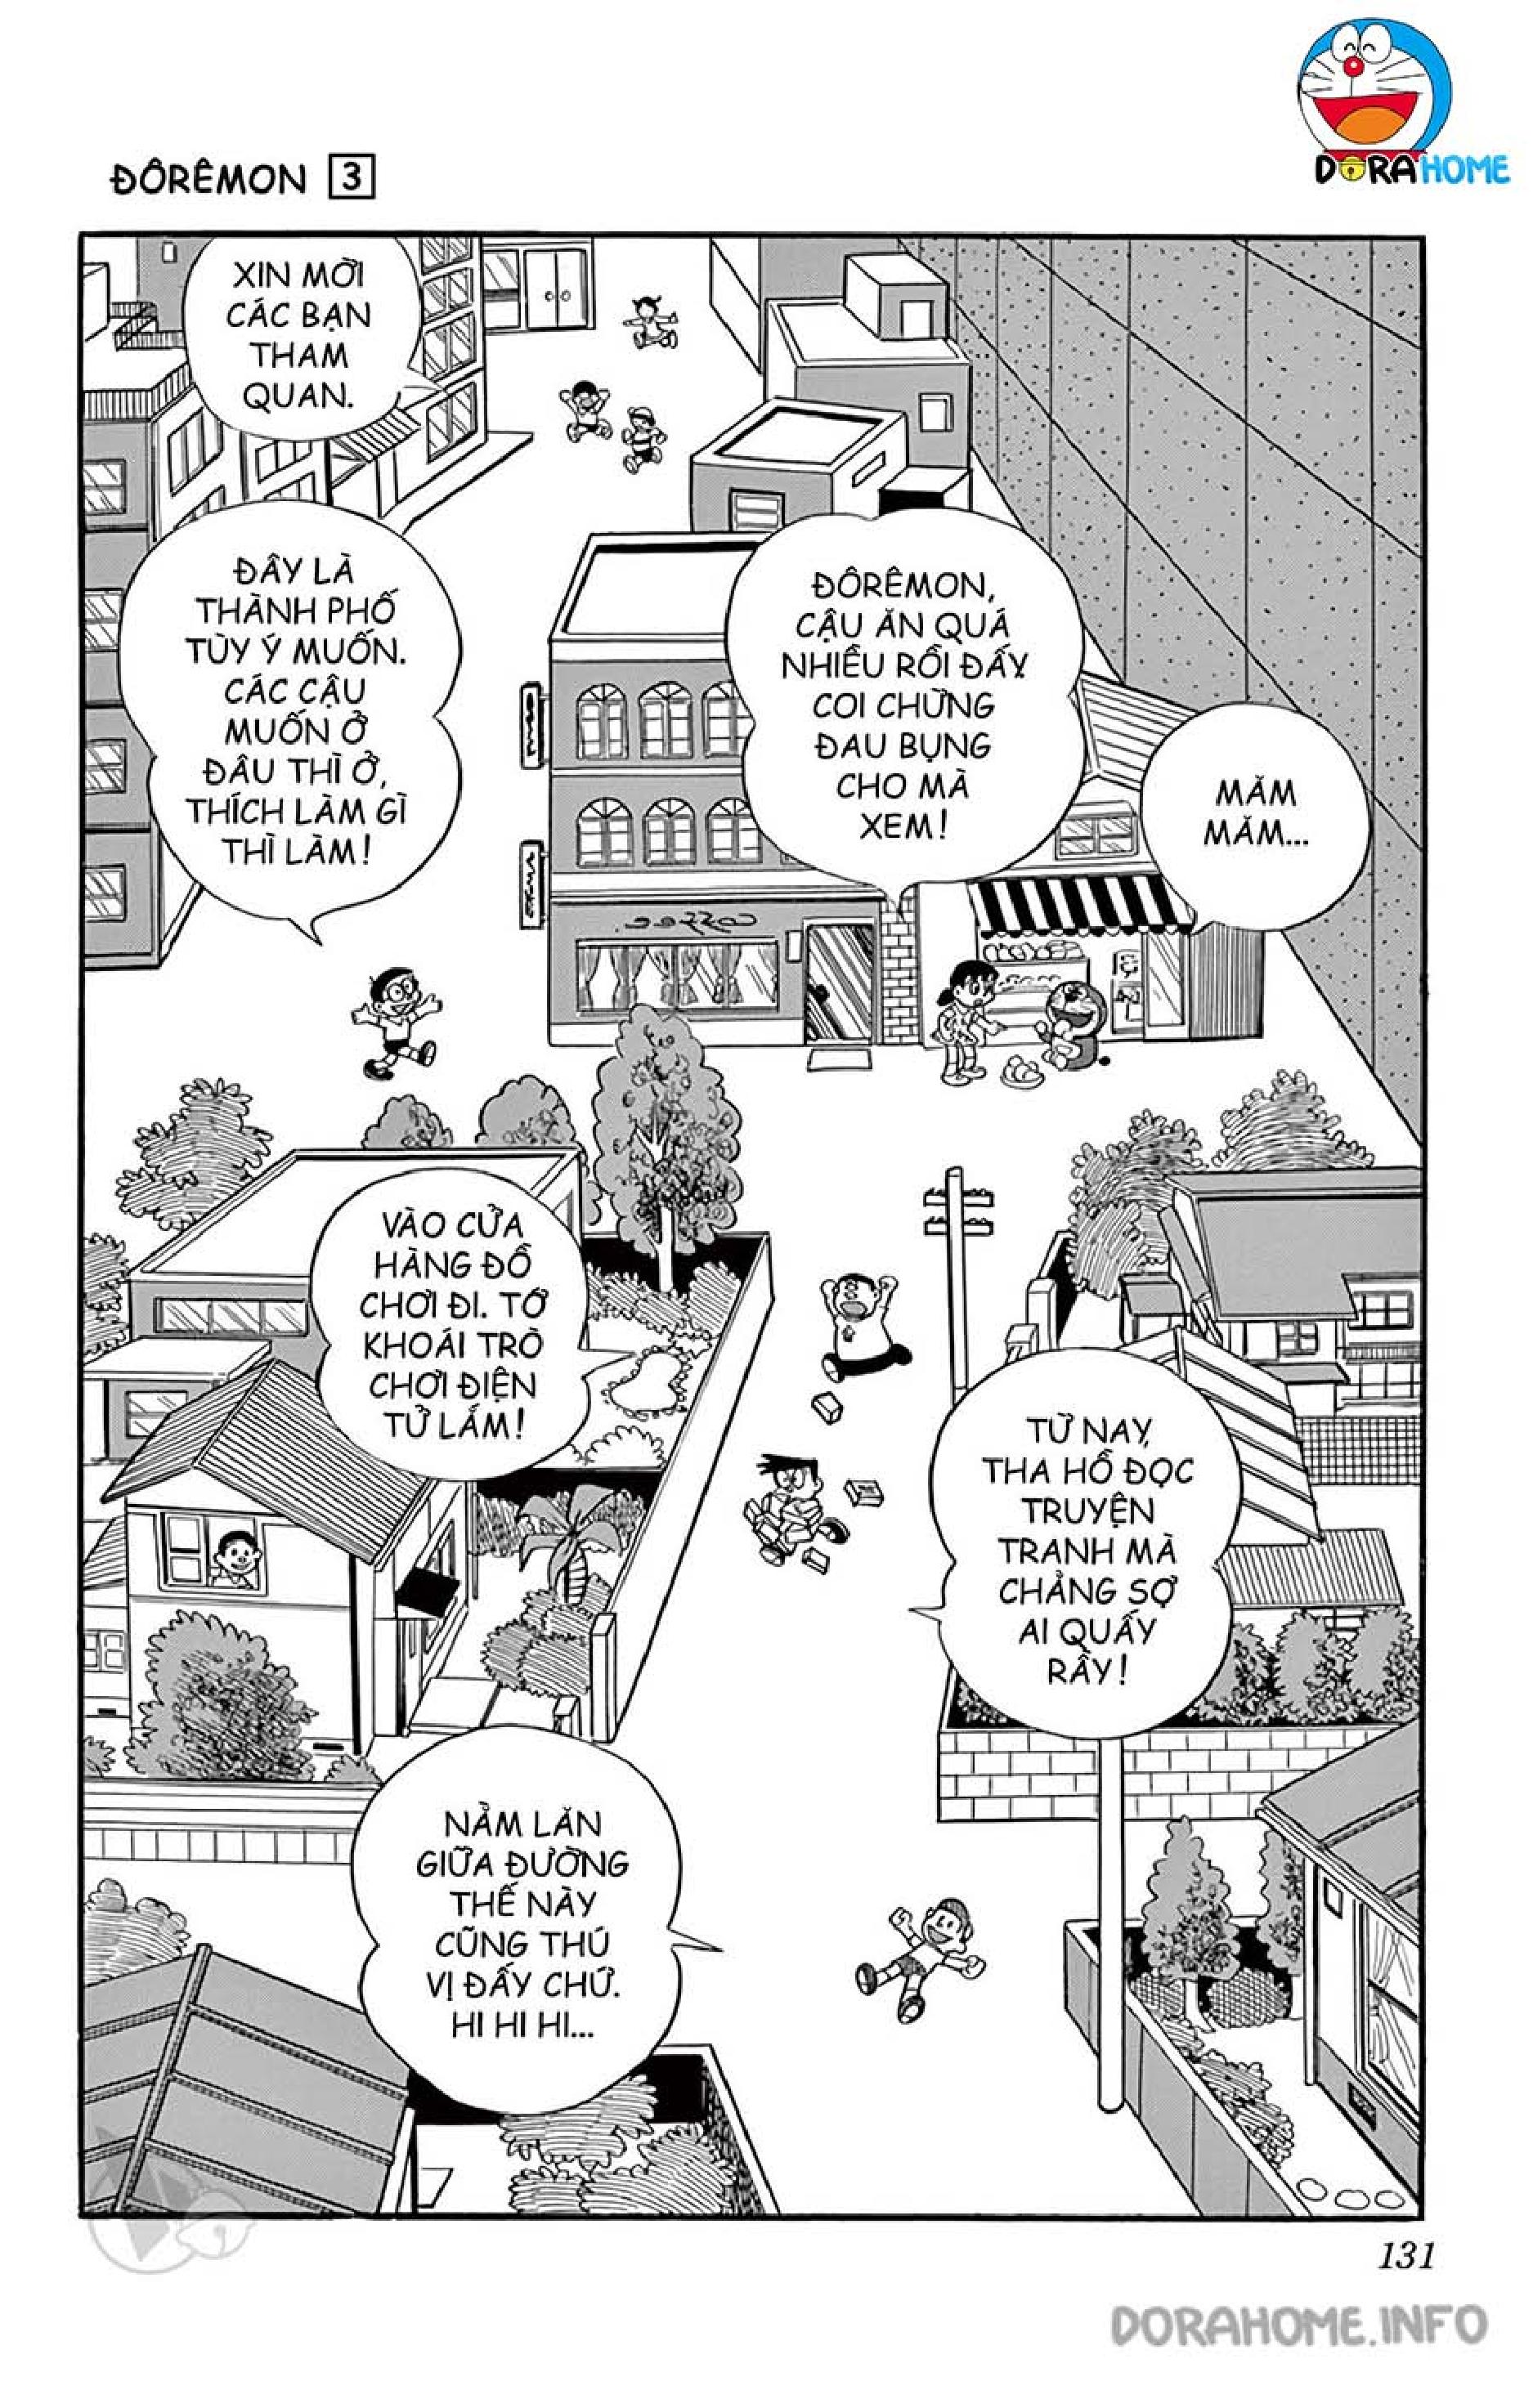 DORAHOME
ĐÔRÊMON 3
XIN MỜI
CÁC BẠN
THAM
QUAN.
ĐÂY LÀ
THÀNH PHỐ
TÙY Ý MUỐN.
CÁC CẬU
MUỐN Ở
ĐÂU THÌ Ở,
THÍCH LÀM GÌ
THÌ LÀM!
ĐÔRÊMON,
CẬU ĂN QUÁ
NHIỀU RỒI ĐẤY.
COI CHỪNG
ĐAU BỤNG
CHO MÀ
XEM!
MĂM
MĂM...
VÀO CỬA
HÀNG ĐỒ
CHƠI ĐI. TỚ
KHOÁI TRÒ
CHƠI ĐIỆN
TỬ LẮM!
TỪ NAY,
THA HỒ ĐỌC
TRUYỆN
TRANH MÀ
CHẲNG SỢ
AI QUẤY
RẦY!
NẰM LĂN
GIỮA ĐƯỜNG
THẾ NÀY
CŨNG THÚ
VỊ ĐẤY CHỨ.
HI HI HI...
131
DORAHOME.INFO